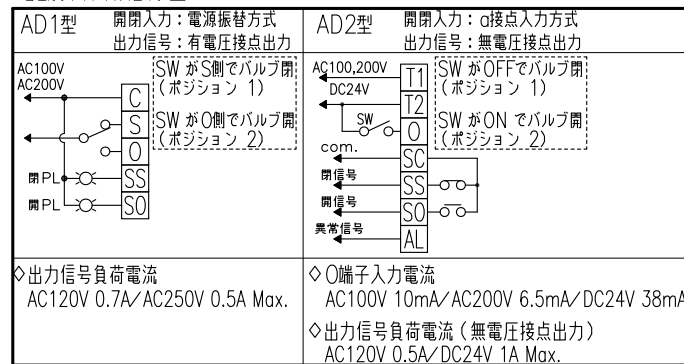 AD1型
開閉入力：電源振替方式
出力信号：有電圧接点出力
AC100V
AC200V
C
S
O
SS
SO
閉PL
開PL
SW がS側でバルブ閉
(ポジション 1)
SW がO側でバルブ開
(ポジション 2)
◇出力信号負荷電流
AC120V 0.7A/AC250V 0.5A Max.
AD2型
開閉入力：a接点入力方式
出力信号：無電圧接点出力
AC100,200V
DC24V
SW
com.
閉信号
開信号
異常信号
T1
T2
O
SC
SS
SO
AL
SW がOFFでバルブ閉
(ポジション 1)
SW がON でバルブ開
(ポジション 2)
◇O端子入力電流
AC100V 10mA/AC200V 6.5mA/DC24V 38mA
◇出力信号負荷電流（無電圧接点出力）
AC120V 0.5A/DC24V 1A Max.